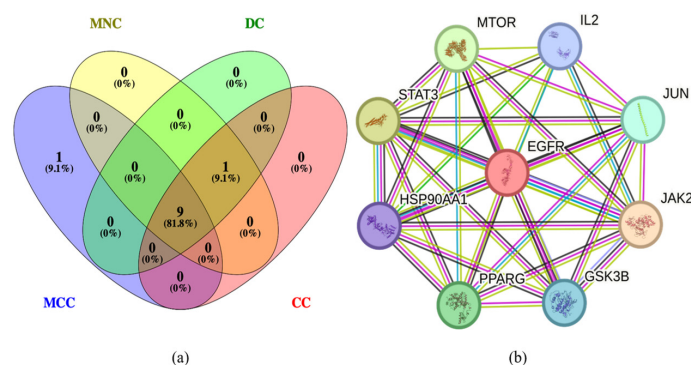 MNC
DC
0
(0%)
0
(0%)
0
(0%)
0
(0%)
0
(0%)
1
(9.1%)
0
(0%)
1
(9.1%)
0
(0%)
0
(0%)
9
(81.8%)
0
(0%)
0
(0%)
0
(0%)
0
(0%)
MCC
CC
(a)
MTOR
IL2
STAT3
JUN
EGFR
HSP90AA1
JAK2
PPARG
GSK3B
(b)